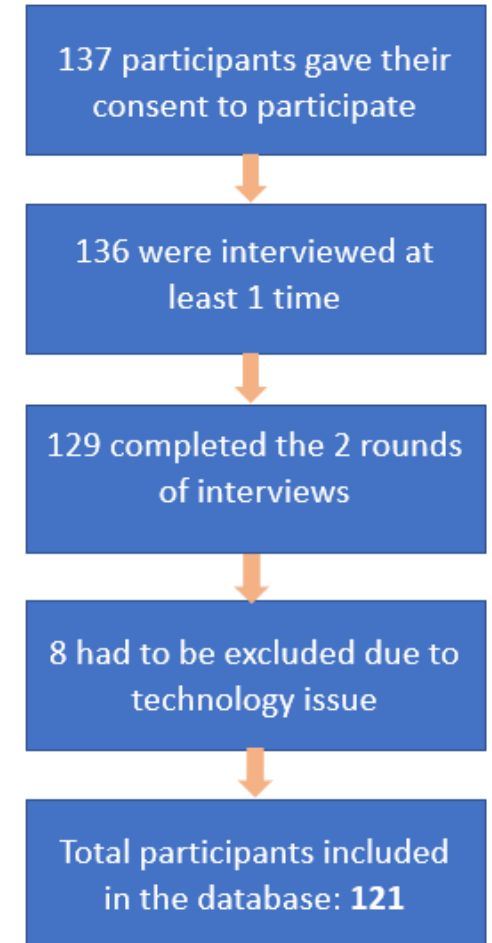 137 participants gave their
consent to participate
136 were interviewed at
least 1 time
129 completed the 2 rounds
of interviews
8 had to be excluded due to
technology issue
Total participants included
in the database: 121